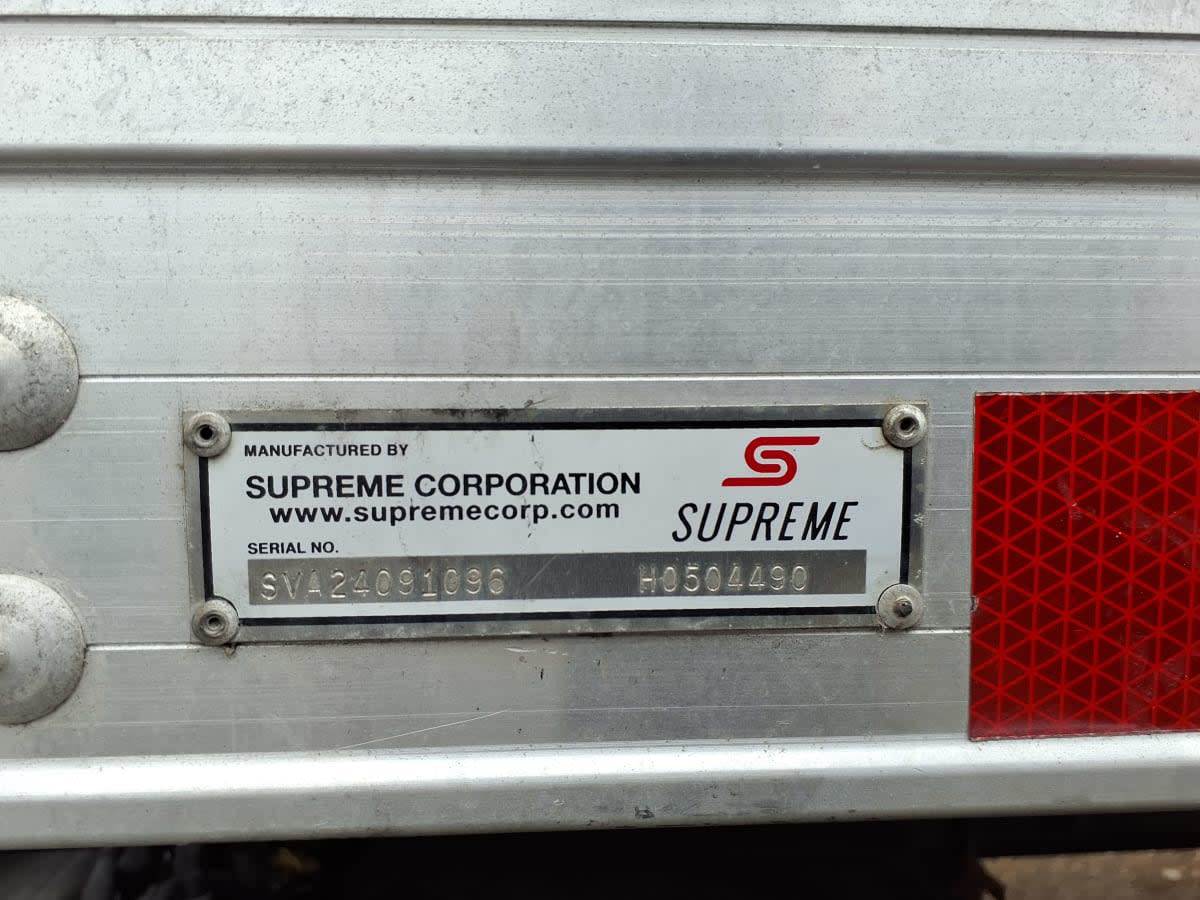 MANUFACTURED BY
SUPREME CORPORATION
www.supremecorp.com
SUPREME
SERIAL NO.
SVA24091096 H0504490